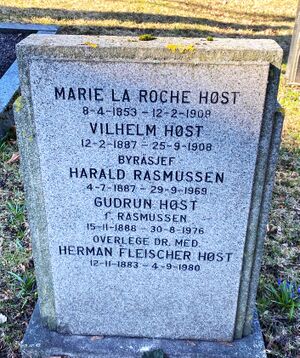 MARIE LA ROCHE HØST
8-4-1853 - 12-2-1908
VILHELM HØST
12-2-1887 - 25-9-1908
BYRÅSJEF
HARALD RASMUSSEN
4-7-1887 - 29-9-1969
GUDRUN HØST
f. RASMUSSEN
15-11-1888 - 30-8-1976
OVERLEGE DR. MED.
HERMAN FLEISCHER HØST
12-11-1883 - 4-9-1980